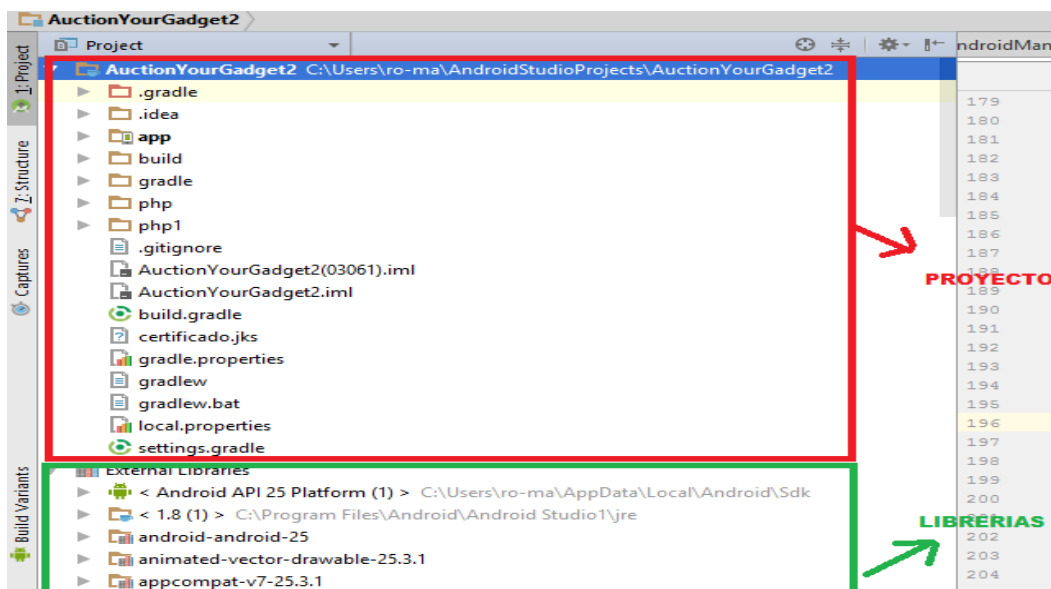 AuctionYourGadget2
Project
ndroidMan
1: Project
7: Structure
Captures
Build Variants
AuctionYourGadget2 C:\Users\ro-ma\AndroidStudioProjects\AuctionYourGadget2
.gradle
.idea
app
build
gradle
php
php1
.gitignore
AuctionYourGadget2(03061).iml
AuctionYourGadget2.iml
build.gradle
certificado.jks
gradle.properties
gradlew
gradlew.bat
local.properties
settings.gradle
External Libraries
< Android API 25 Platform (1) > C:\Users\ro-ma\AppData\Local\Android\Sdk
< 1.8 (1) > C:\Program Files\Android\Android Studio1\jre
android-android-25
animated-vector-drawable-25.3.1
appcompat-v7-25.3.1
179
180
181
182
183
184
185
186
187
188
PROYECTO
189
190
191
192
193
194
195
196
197
198
199
200
LIBRERIAS
202
203
204